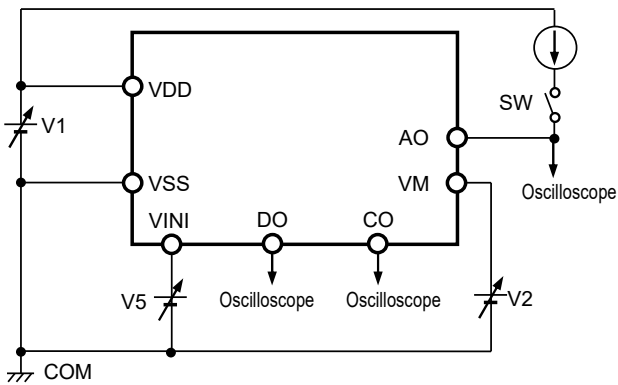 VDD
SW
V1
AO
VSS
VM
Oscilloscope
VINI
DO
CO
V5
Oscilloscope
Oscilloscope
V2
COM